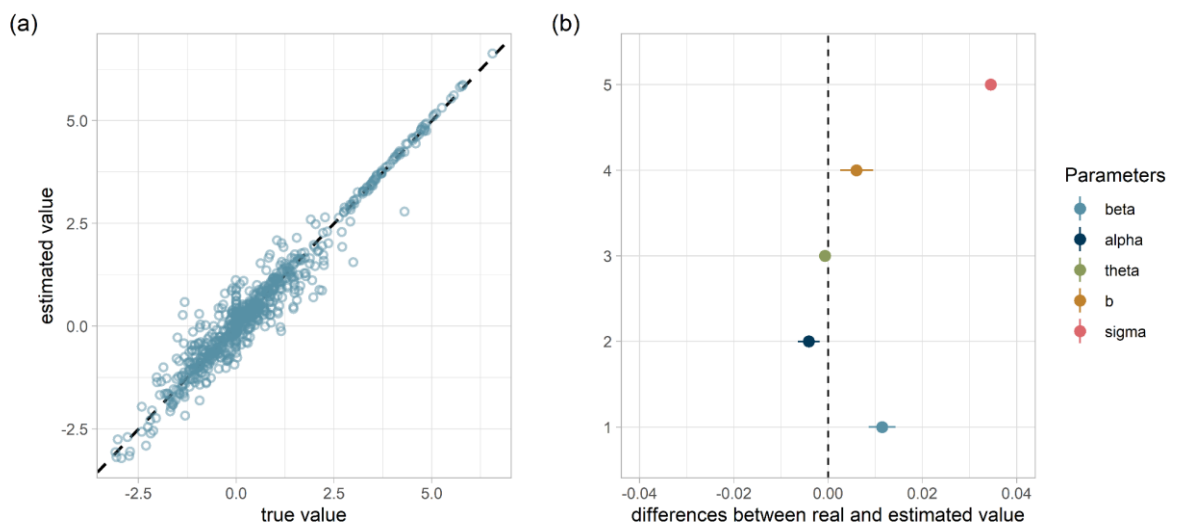 (a)
5.0
2.5
0.0
-2.5
estimated value
-2.5 0.0 2.5 5.0
true value
(b)
5
4
3
2
1
-0.04 -0.02 0.00 0.02 0.04
differences between real and estimated value
Parameters
beta
alpha
theta
b
sigma